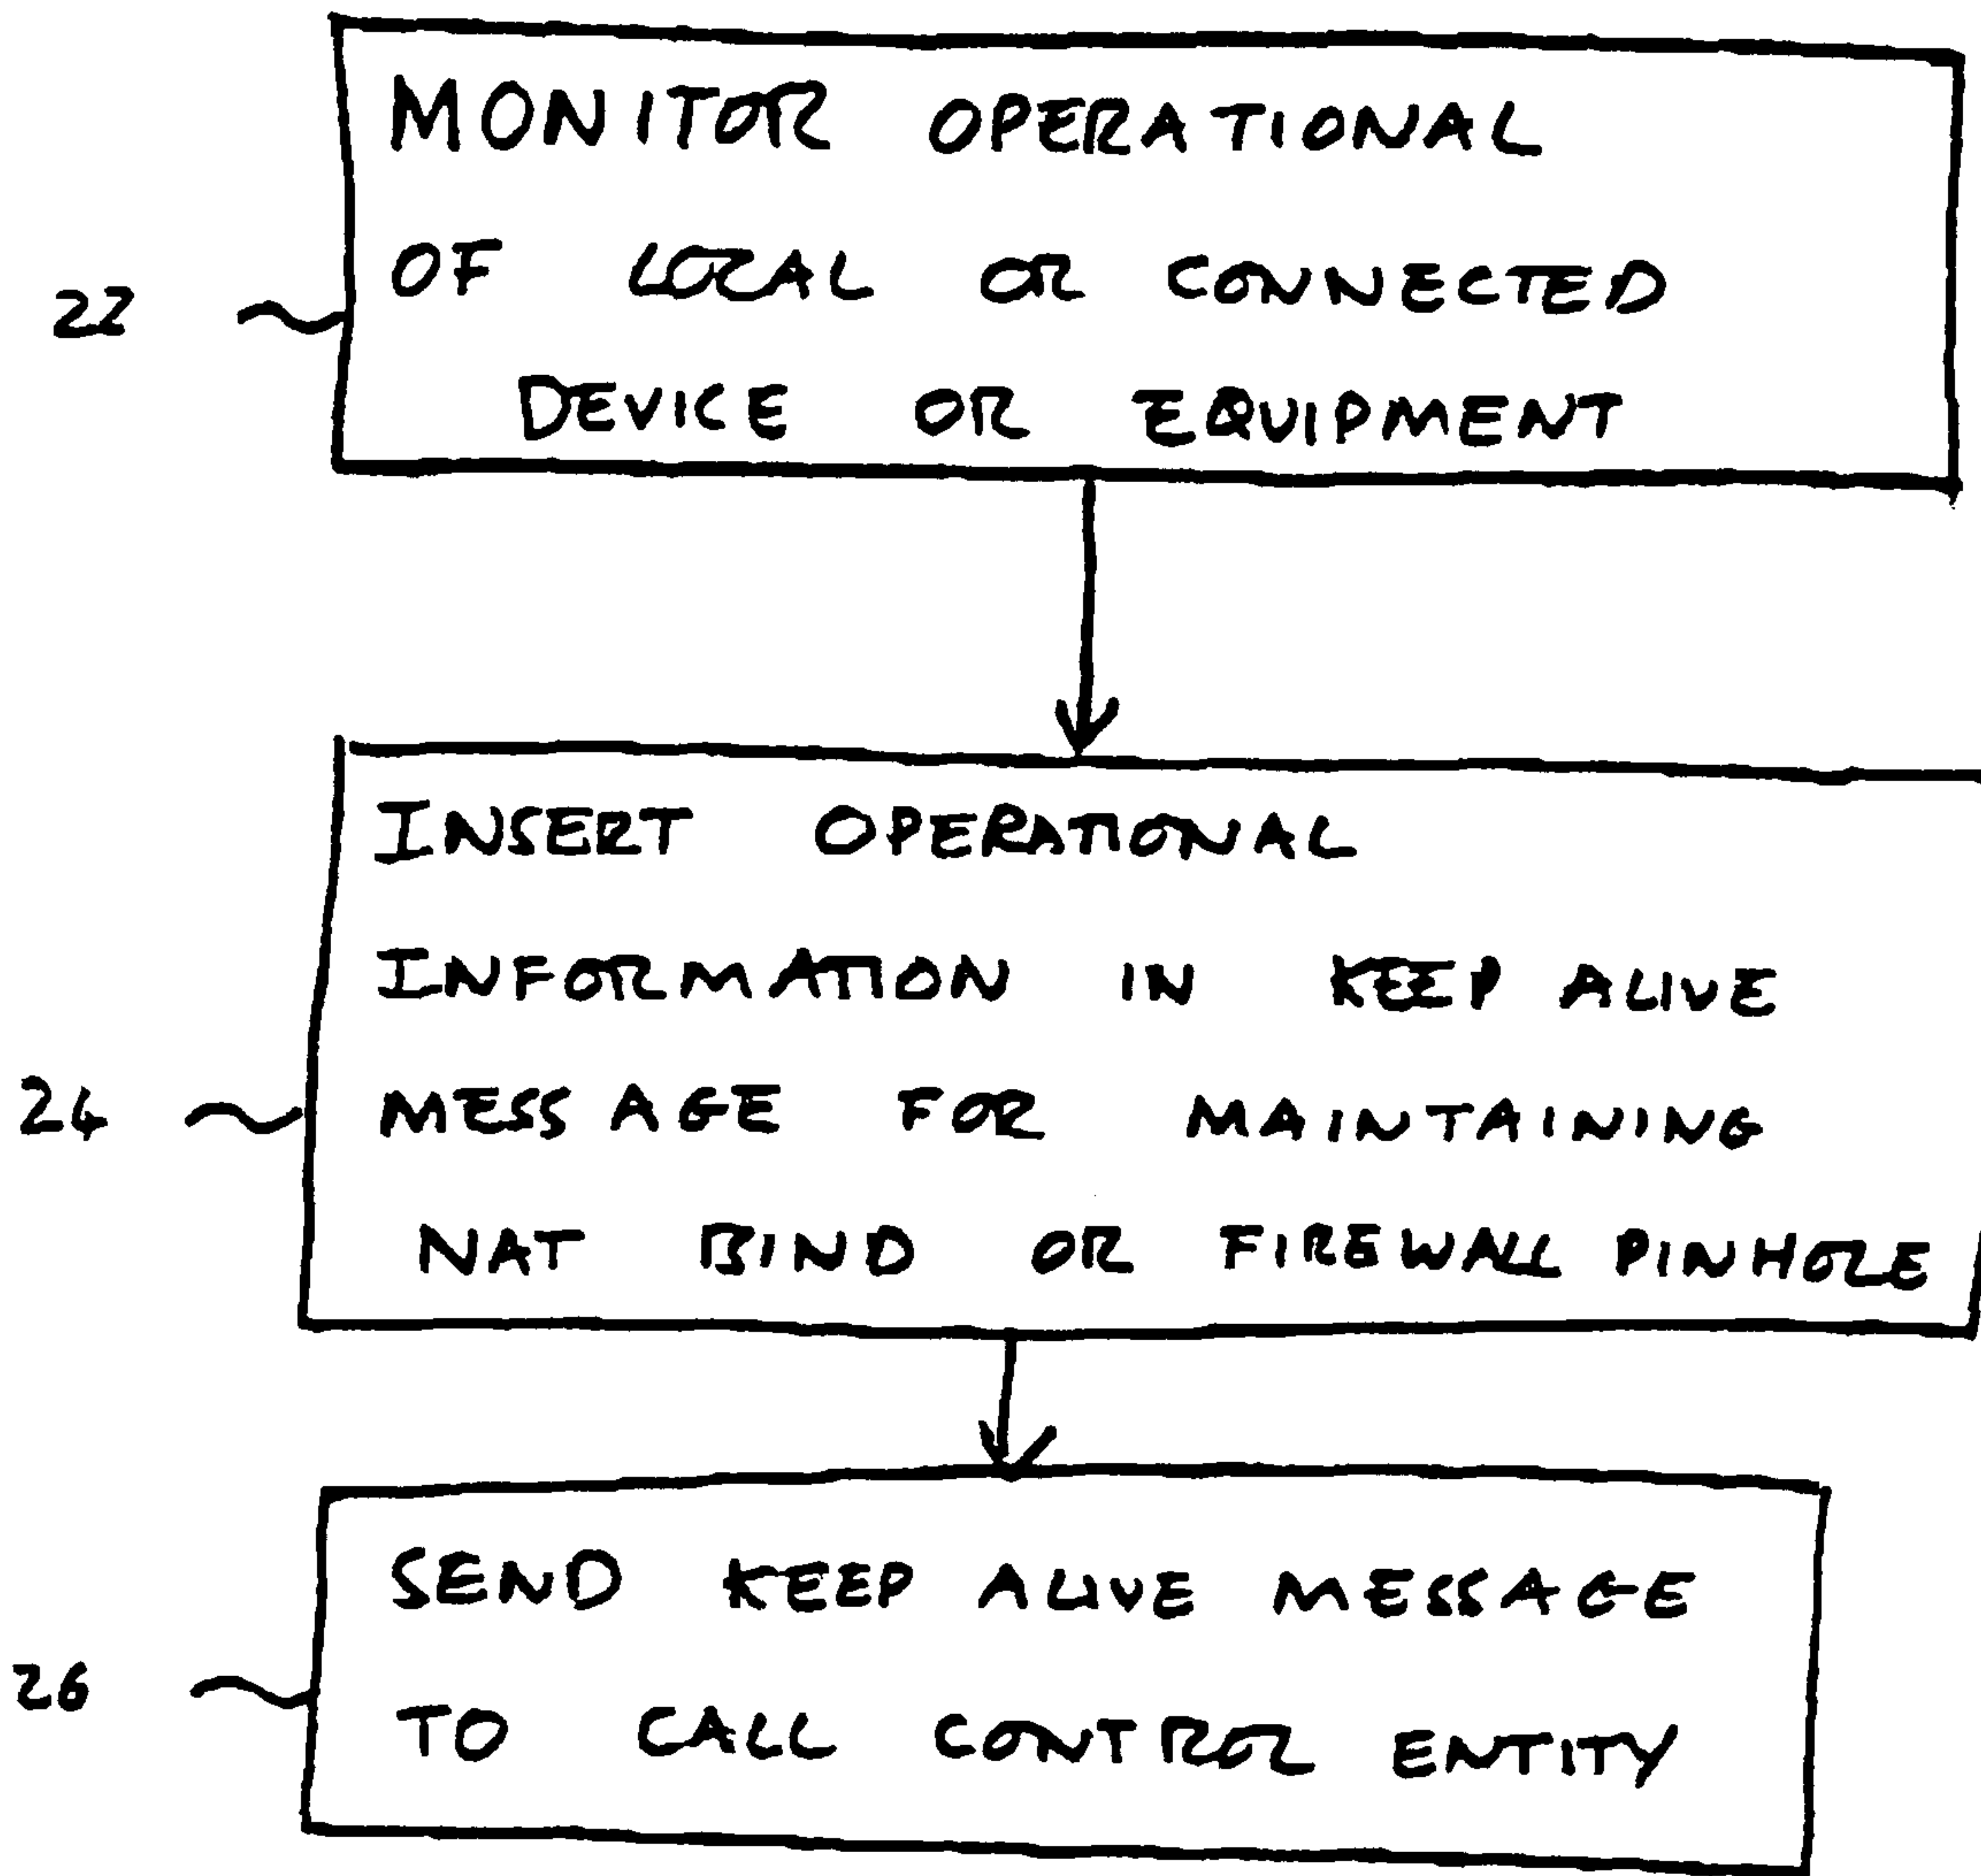 MONITOR OPERATIONAL
OF LOCAL OR CONNECTED
22
DEVICE OR EQUIPMENT
INSERT OPERATIONAL
INFORMATION IN KEEP ALIVE
24
MESSAGE FOR MAINTAINING
NAT BIND OR FIREWALL PINHOLE
SEND KEEP ALIVE MESSAGE
26
TO CALL CONTROL ENTITY